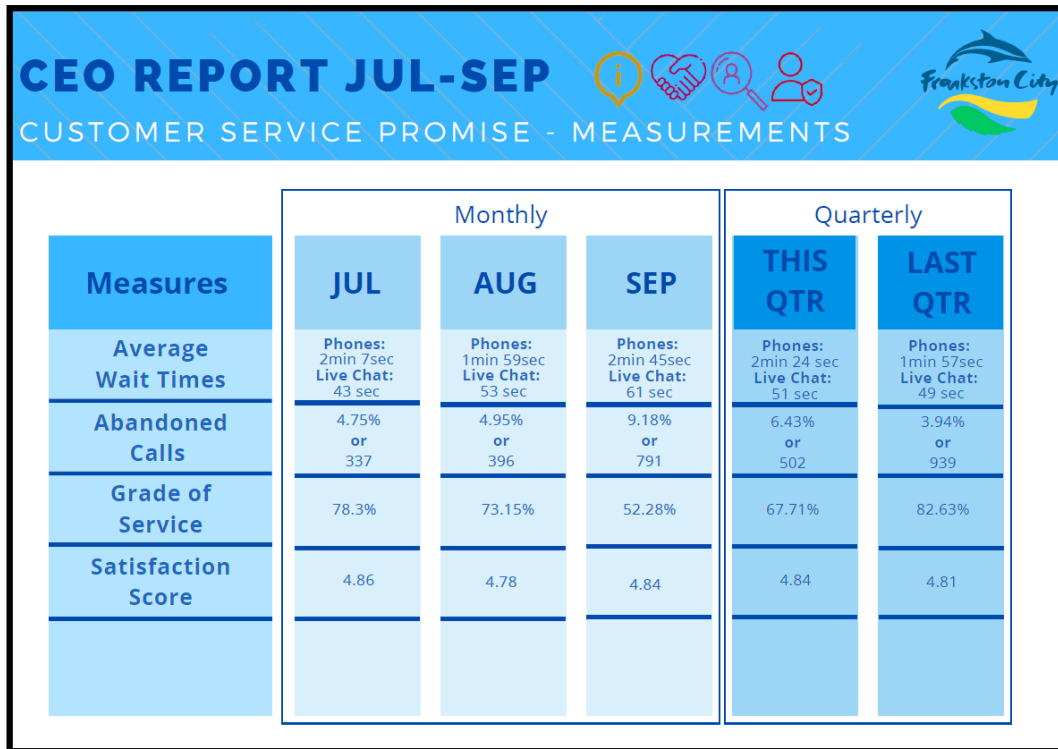 CEO REPORT JUL-SEP
i
Frankston City
CUSTOMER SERVICE PROMISE - MEASUREMENTS
Monthly
Quarterly
Measures
JUL
AUG
SEP
THIS
QTR
LAST
QTR
Average
Wait Times
Phones:
2min 7sec
Live Chat:
43 sec
Phones:
1min 59sec
Live Chat:
53 sec
Phones:
2min 45sec
Live Chat:
61 sec
Phones:
2min 24 sec
Live Chat:
51 sec
Phones:
1min 57sec
Live Chat:
49 sec
Abandoned
Calls
4.75%
or
337
4.95%
or
396
9.18%
or
791
6.43%
or
502
3.94%
or
939
Grade of
Service
78.3%
73.15%
52.28%
67.71%
82.63%
Satisfaction
Score
4.86
4.78
4.84
4.84
4.81